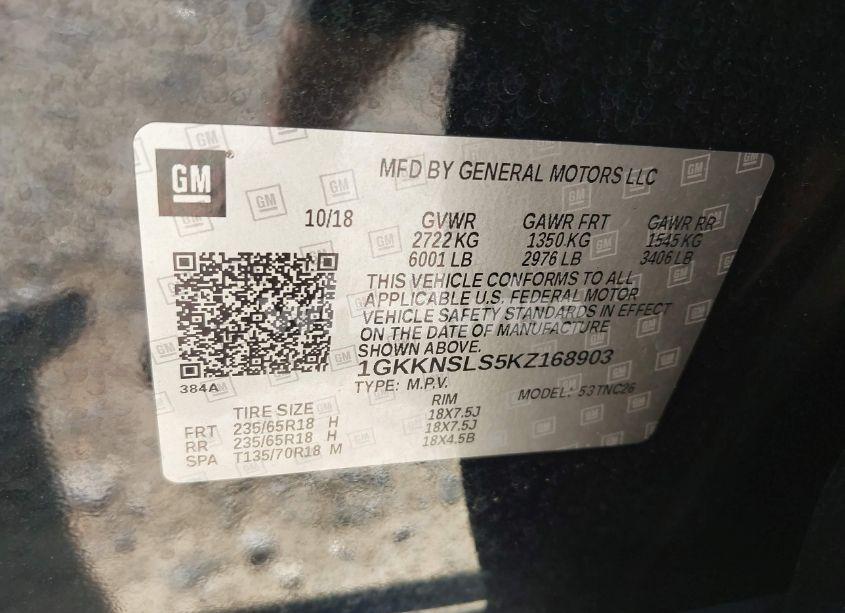 GM
MFD BY GENERAL MOTORS LLC
10/18 GVWR GAWR FRT GAWR RR
2722 KG 1350 KG 1545 KG
6001 LB 2976 LB 3406 LB
THIS VEHICLE CONFORMS TO ALL
APPLICABLE U.S. FEDERAL MOTOR
VEHICLE SAFETY STANDARDS IN EFFECT
ON THE DATE OF MANUFACTURE
SHOWN ABOVE.
1GKKNSLS5KZ168903
384A
TYPE: M.P.V. MODEL: 53TNC26
TIRE SIZE RIM
FRT 235/65R18 H 18X7.5J
RR 235/65R18 H 18X7.5J
SPA T135/70R18 M 18X4.5B